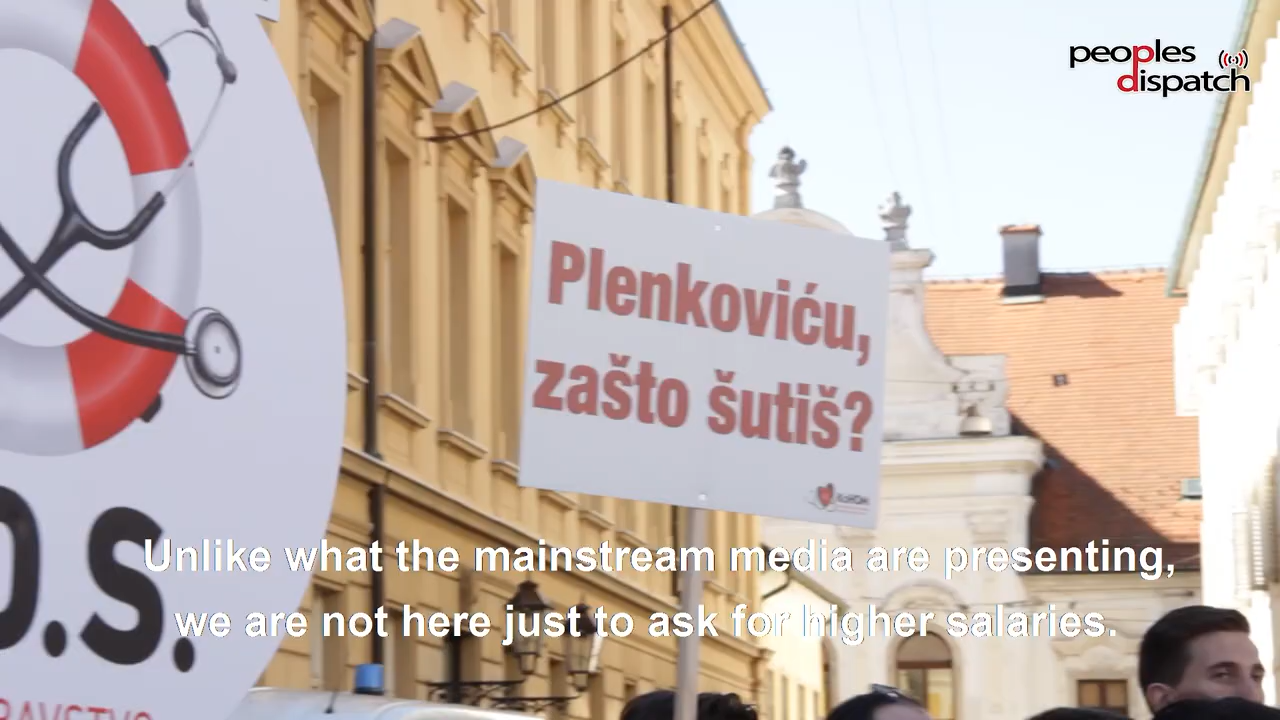 peoples
dispatch
Plenkoviću,
zašto šutiš?
KoHOM
.S.
Unlike what the mainstream media are presenting,
we are not here just to ask for higher salaries.